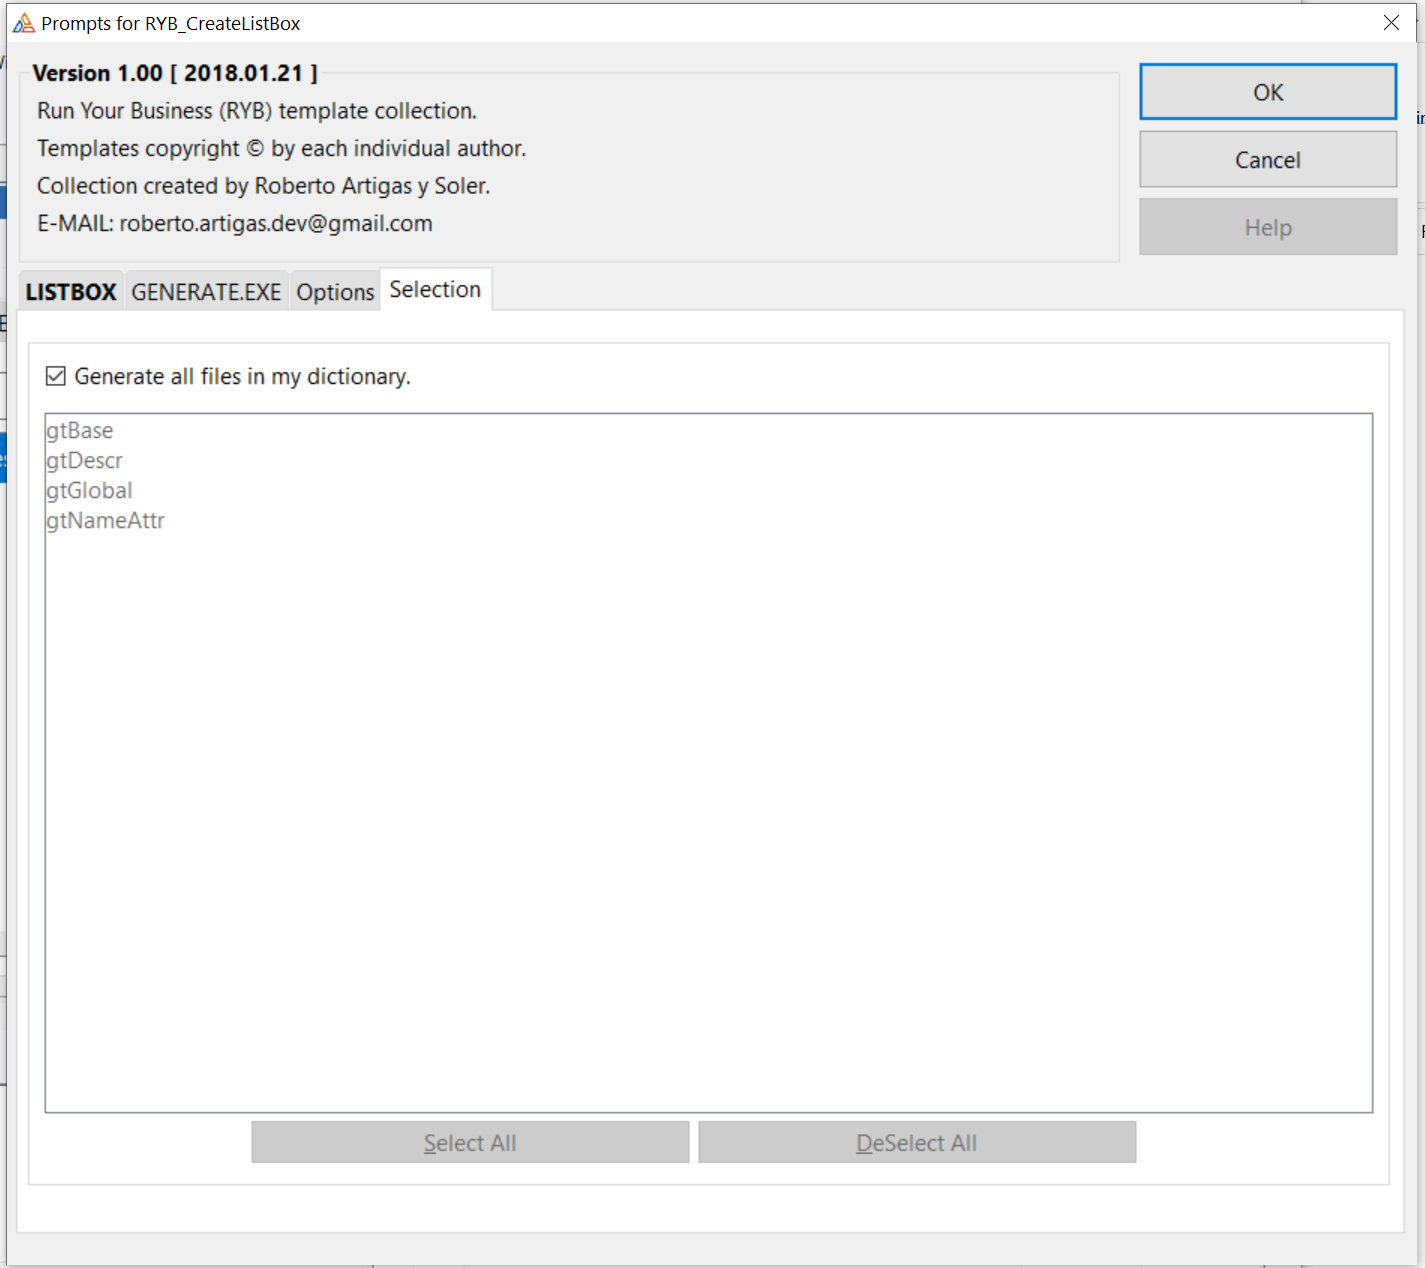 Prompts for RYB_CreateListBox
Version 1.00 [ 2018.01.21 ]
Run Your Business (RYB) template collection.
Templates copyright © by each individual author.
Collection created by Roberto Artigas y Soler.
E-MAIL: roberto.artigas.dev@gmail.com
OK
Cancel
Help
LISTBOX GENERATE.EXE Options Selection
Generate all files in my dictionary.
gtBase
gtDescr
gtGlobal
gtNameAttr
Select All DeSelect All